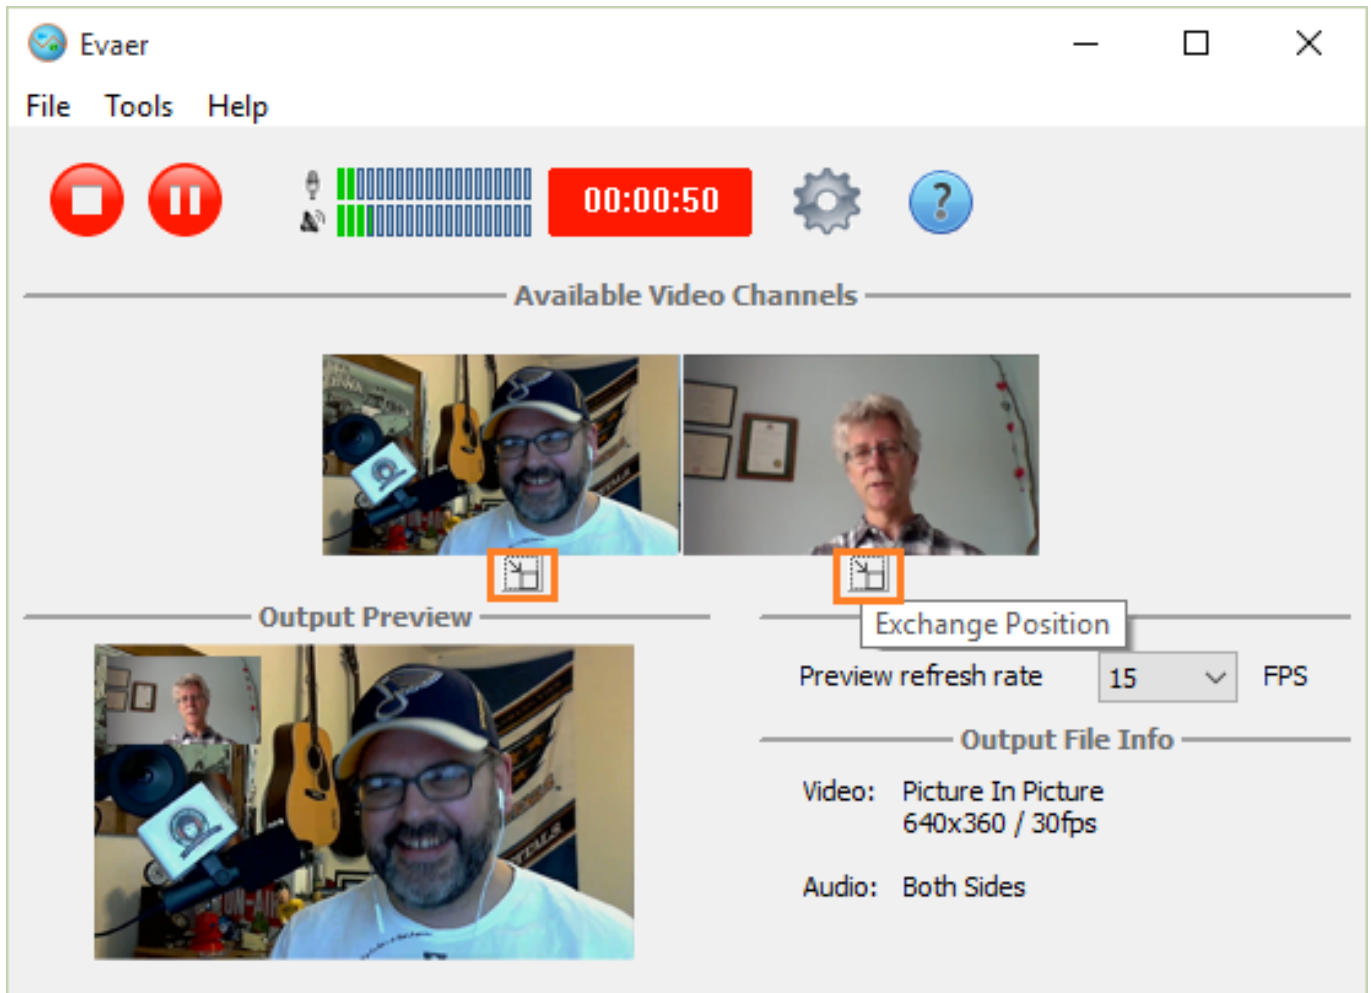 Evaer
File Tools Help
00:00:50
?
Available Video Channels
Exchange Position
Output Preview
Preview refresh rate 15 FPS
Output File Info
Video: Picture In Picture
640x360 / 30fps
Audio: Both Sides